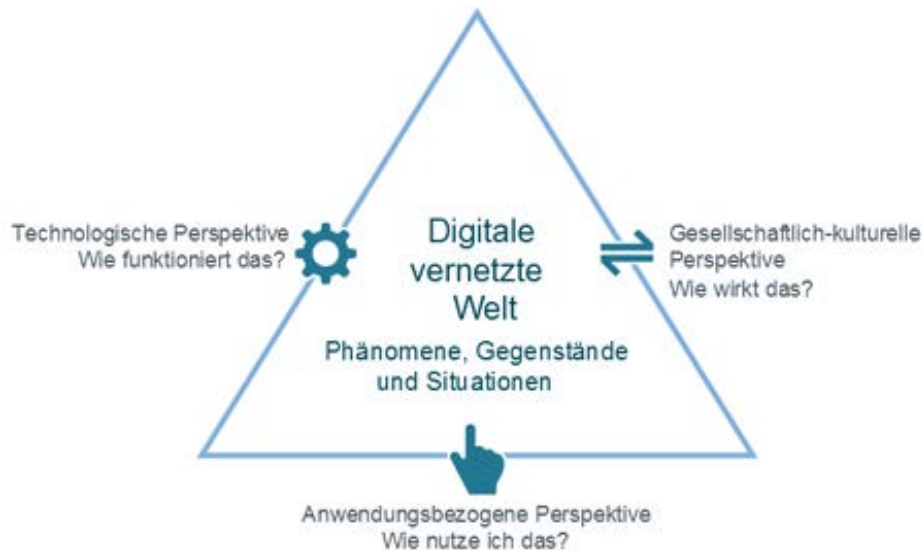 Technologische Perspektive
Wie funktioniert das?
Digitale
vernetzte
Welt
Phänomene, Gegenstände
und Situationen
Gesellschaftlich-kulturelle
Perspektive
Wie wirkt das?
Anwendungsbezogene Perspektive
Wie nutze ich das?